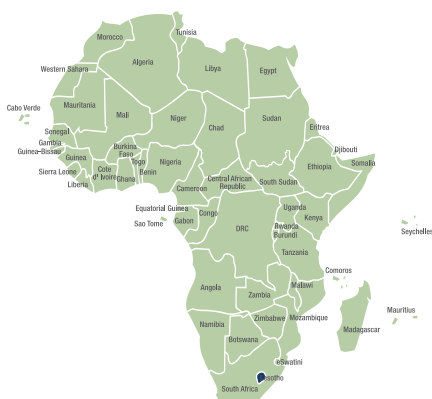 Tunisia
Morocco
Algeria
Libya
Egypt
Western Sahara
Mauritania
Mali
Niger
Chad
Sudan
Eritrea
Cabo Verde
Senegal
Gambia
Guinea-Bissau
Guinea
Sierra Leone
Liberia
Cote
d' Ivoire
Burkina
Faso
Ghana
Togo
Benin
Nigeria
Cameroon
Central African
Republic
South Sudan
Ethiopia
Djibouti
Somalia
Equatorial Guinea
Sao Tome
Gabon
Congo
DRC
Uganda
Kenya
Rwanda
Burundi
Tanzania
Seychelles
Comoros
Angola
Zambia
Malawi
Mozambique
Zimbabwe
Namibia
Botswana
Madagascar
Mauritius
eSwatini
Lesotho
South Africa